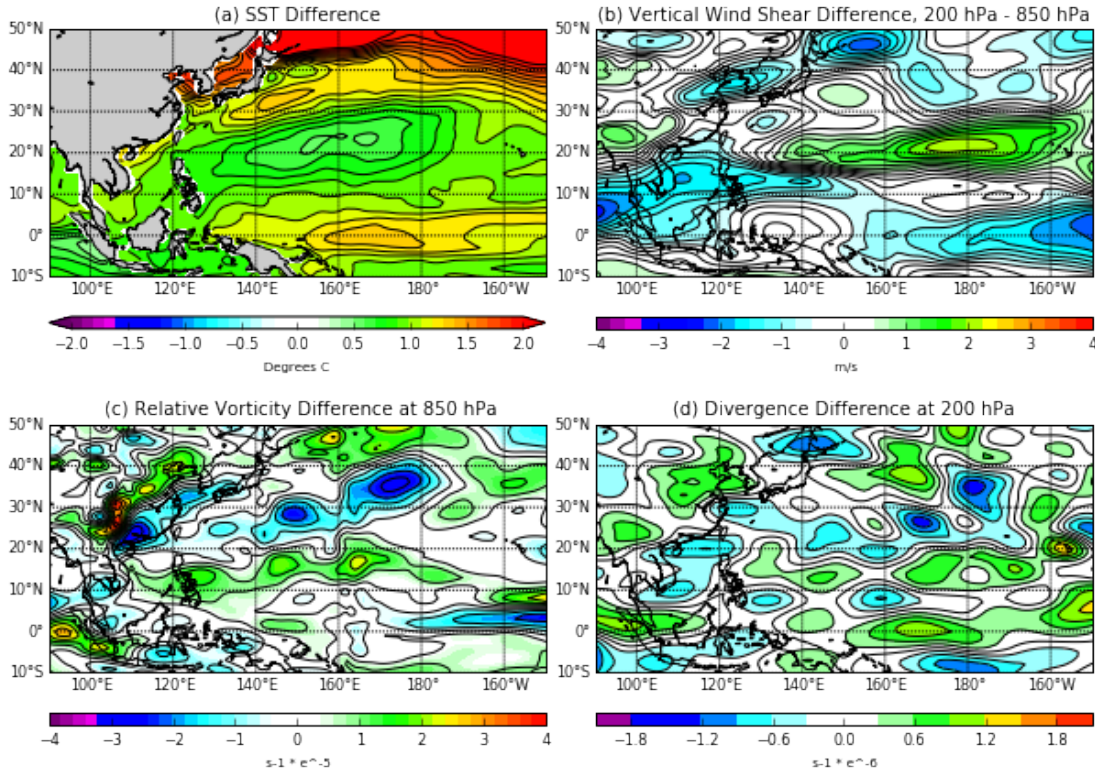 (a) SST Difference
50°N
40°N
30°N
20°N
10°N
0°
10°S
100°E 120°E 140°E 160°E 180° 160°W
−2.0 −1.5 −1.0 −0.5 0.0 0.5 1.0 1.5 2.0
Degrees C
(b) Vertical Wind Shear Difference, 200 hPa - 850 hPa
50°N
40°N
30°N
20°N
10°N
0°
10°S
100°E 120°E 140°E 160°E 180° 160°W
−4 −3 −2 −1 0 1 2 3 4
m/s
(c) Relative Vorticity Difference at 850 hPa
50°N
40°N
30°N
20°N
10°N
0°
10°S
100°E 120°E 140°E 160°E 180° 160°W
−4 −3 −2 −1 0 1 2 3 4
s-1 * e^-5
(d) Divergence Difference at 200 hPa
50°N
40°N
30°N
20°N
10°N
0°
10°S
100°E 120°E 140°E 160°E 180° 160°W
−1.8 −1.2 −0.6 0.0 0.6 1.2 1.8
s-1 * e^-6